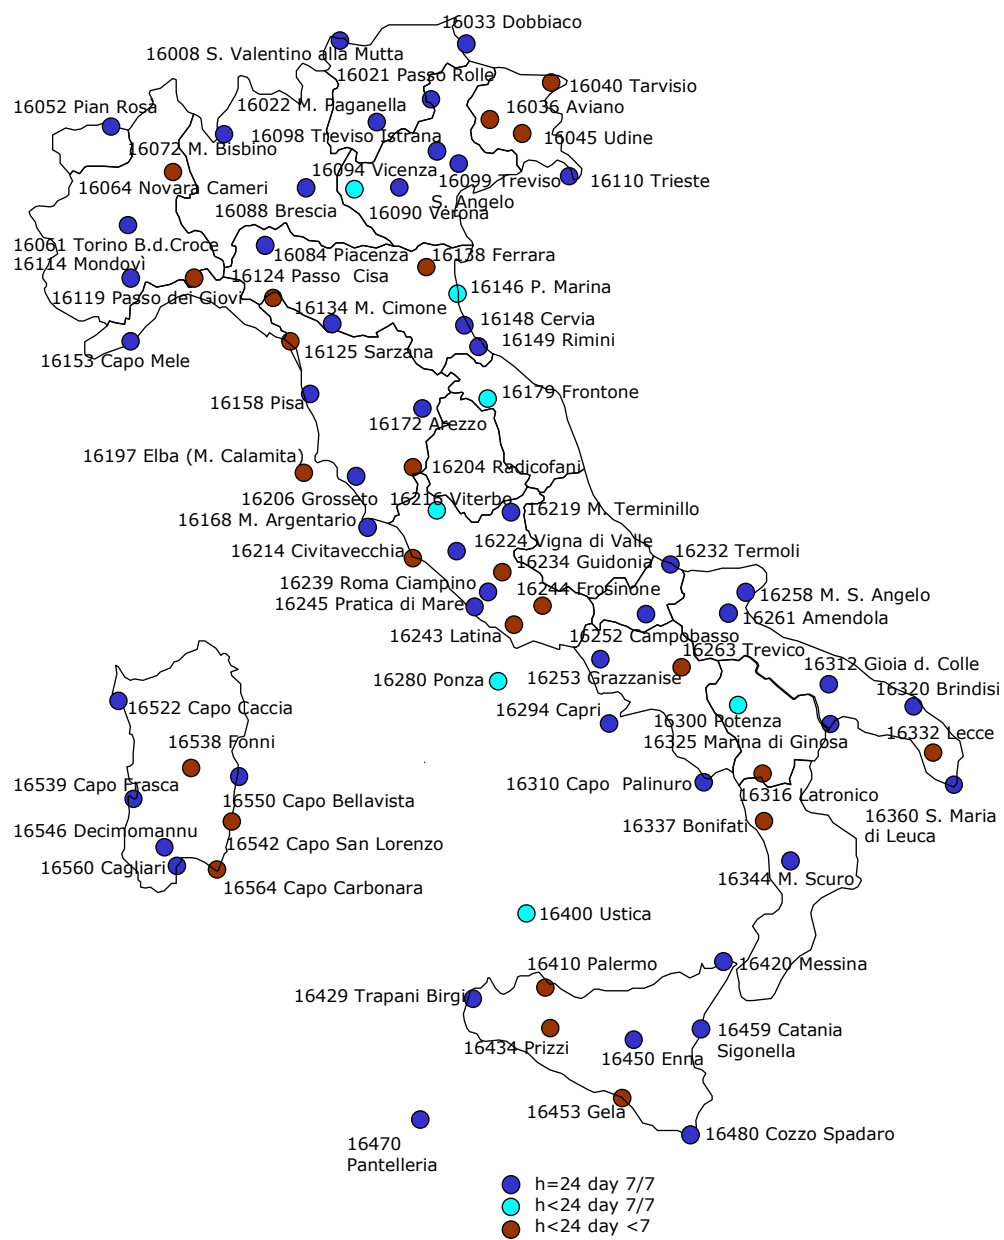 16033 Dobbiaco
16008 S. Valentino alla Mutta
16021 Passo Rolle
16040 Tarvisio
16052 Pian Rosa
16022 M. Paganella
16036 Aviano
16098 Treviso Istrana
16045 Udine
16072 M. Bisbino
16094 Vicenza
16064 Novara Cameri
16099 Treviso
S. Angelo
16110 Trieste
16088 Brescia
16090 Verona
16061 Torino B.d.Croce
16084 Piacenza
16138 Ferrara
16114 Mondovì
16124 Passo Cisa
16146 P. Marina
16119 Passo dei Giovi
16134 M. Cimone
16148 Cervia
16149 Rimini
16153 Capo Mele
16125 Sarzana
16179 Frontone
16158 Pisa
16172 Arezzo
16197 Elba (M. Calamita)
16204 Radicofani
16206 Grosseto
16216 Viterbo
16219 M. Terminillo
16168 M. Argentario
16224 Vigna di Valle
16214 Civitavecchia
16234 Guidonia
16232 Termoli
16239 Roma Ciampino
16244 Frosinone
16258 M. S. Angelo
16245 Pratica di Mare
16261 Amendola
16243 Latina
16252 Campobasso
16263 Trevico
16312 Gioia d. Colle
16280 Ponza
16253 Grazzanise
16320 Brindisi
16522 Capo Caccia
16294 Capri
16300 Potenza
16332 Lecce
16538 Fonni
16325 Marina di Ginosa
16539 Capo Frasca
16550 Capo Bellavista
16310 Capo Palinuro
16316 Latronico
16360 S. Maria
di Leuca
16546 Decimomannu
16542 Capo San Lorenzo
16337 Bonifati
16560 Cagliari
16564 Capo Carbonara
16344 M. Scuro
16400 Ustica
16410 Palermo
16420 Messina
16429 Trapani Birgi
16434 Prizzi
16450 Enna
16459 Catania
Sigonella
16453 Gela
16480 Cozzo Spadaro
16470
Pantelleria
h=24 day 7/7
h<24 day 7/7
h<24 day <7